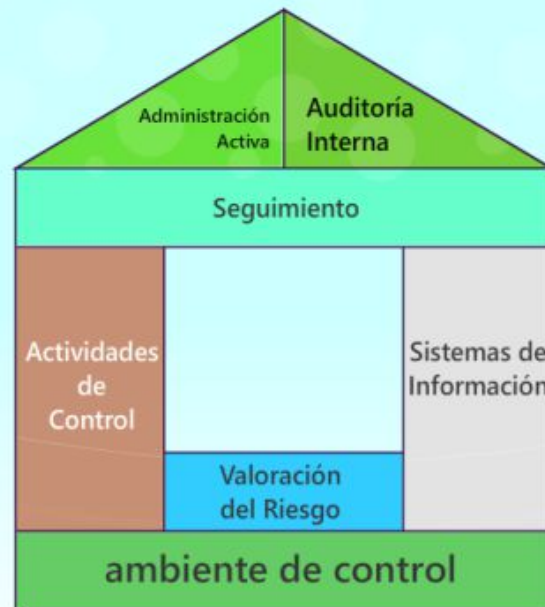 Administración
Activa
Auditoría
Interna
Seguimiento
Actividades
de
Control
Sistemas de
Información
Valoración
del Riesgo
ambiente de control